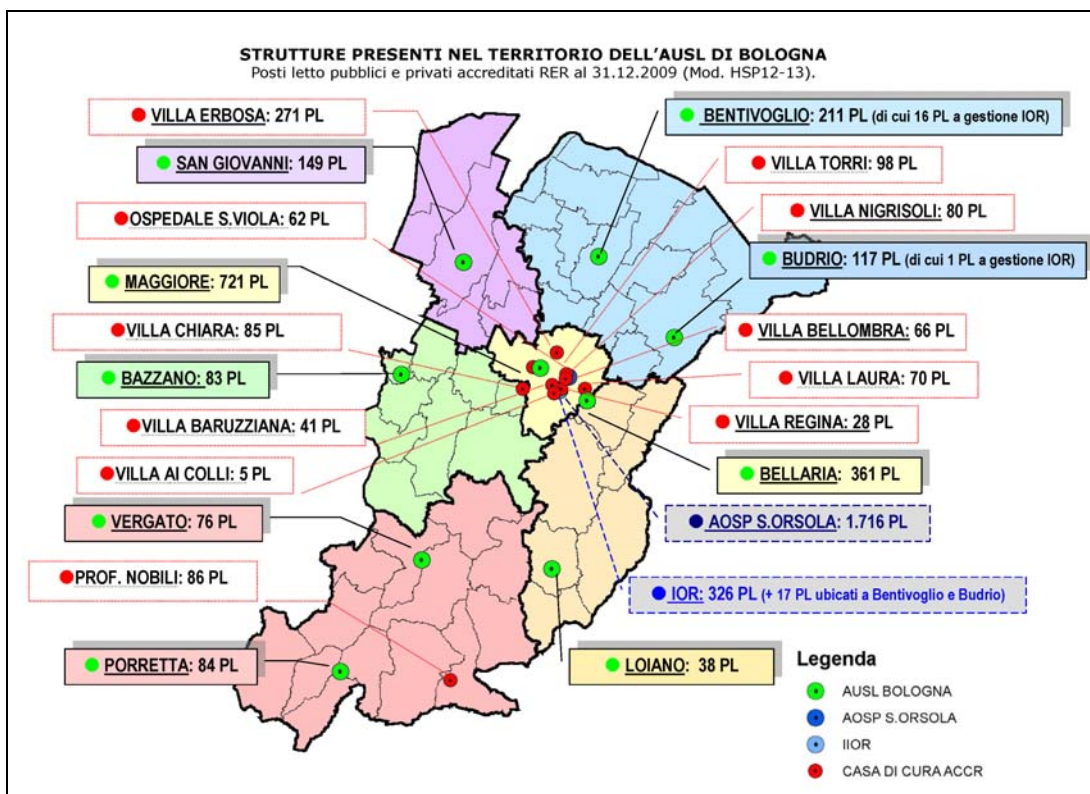 STRUTTURE PRESENTI NEL TERRITORIO DELL'AUSL DI BOLOGNA
Posti letto pubblici e privati accreditati RER al 31.12.2009 (Mod. HSP12-13).
VILLA ERBOSA: 271 PL
SAN GIOVANNI: 149 PL
OSPEDALE S.VIOLA: 62 PL
MAGGIORE: 721 PL
VILLA CHIARA: 85 PL
BAZZANO: 83 PL
VILLA BARUZZIANA: 41 PL
VILLA AI COLLI: 5 PL
VERGATO: 76 PL
PROF. NOBILI: 86 PL
PORRETTA: 84 PL
BENTIVOGLIO: 211 PL (di cui 16 PL a gestione IOR)
VILLA TORRI: 98 PL
VILLA NIGRISOLI: 80 PL
BUDRIO: 117 PL (di cui 1 PL a gestione IOR)
VILLA BELLOMBRA: 66 PL
VILLA LAURA: 70 PL
VILLA REGINA: 28 PL
BELLARIA: 361 PL
AOSP S.ORSOLA: 1.716 PL
IOR: 326 PL (+ 17 PL ubicati a Bentivoglio e Budrio)
LOIANO: 38 PL
Legenda
AUSL BOLOGNA
AOSP S.ORSOLA
IIOR
CASA DI CURA ACCR